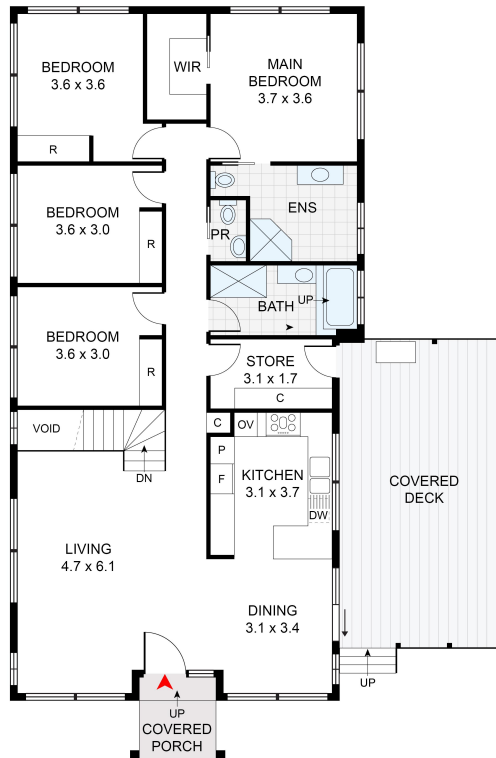 BEDROOM
3.6 x 3.6
WIR
MAIN
BEDROOM
3.7 x 3.6
R
ENS
PR
BEDROOM
3.6 x 3.0
R
BATH
UP
BEDROOM
3.6 x 3.0
R
STORE
3.1 x 1.7
C
VOID
DN
C
OV
P
F
KITCHEN
3.1 x 3.7
DW
COVERED
DECK
LIVING
4.7 x 6.1
DINING
3.1 x 3.4
UP
UP
COVERED
PORCH